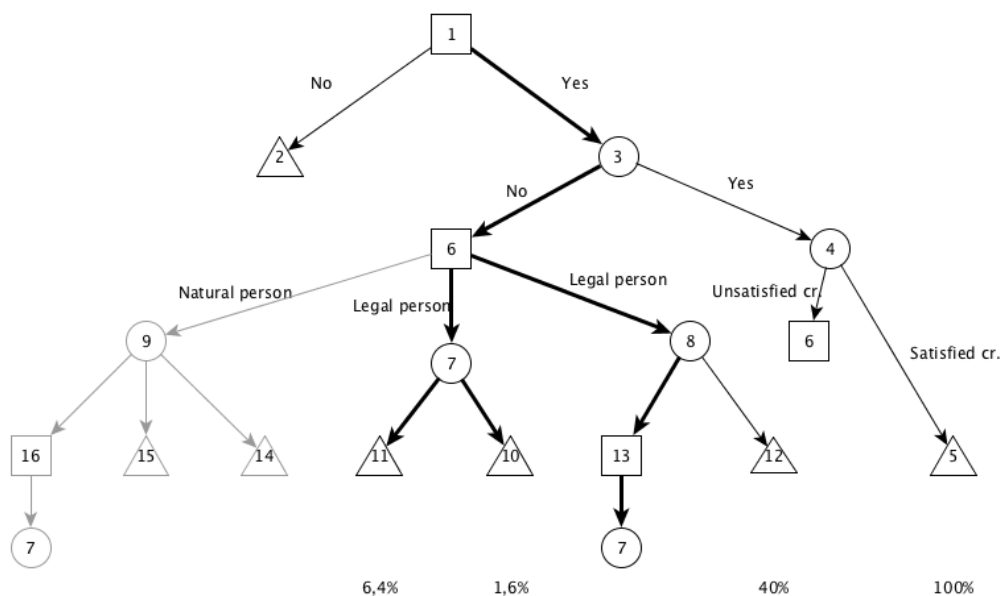 1
No
Yes
2
3
No
Yes
6
4
Natural person
Legal person
Legal person
Unsatisfied cr.
9
7
8
6
Satisfied cr.
16
15
14
11
10
13
12
5
7
7
6,4%
1,6%
40%
100%